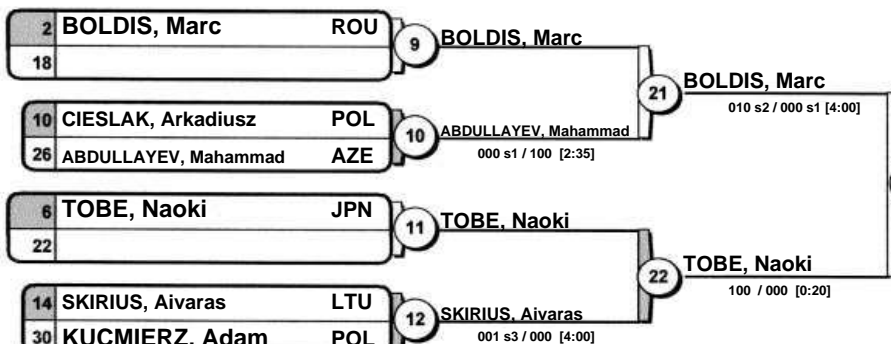 2 BOLDIS, Marc ROU
18
9
BOLDIS, Marc
10 CIESLAK, Arkadiusz POL
26 ABDULLAYEV, Mahammad AZE
10
ABDULLAYEV, Mahammad
000 s1 / 100 [2:35]
21
BOLDIS, Marc
010 s2 / 000 s1 [4:00]
6 TOBE, Naoki JPN
22
11
TOBE, Naoki
14 SKIRIUS, Aivaras LTU
30 KUCMIERZ, Adam POL
12
SKIRIUS, Aivaras
001 s3 / 000 [4:00]
22
TOBE, Naoki
100 / 000 [0:20]